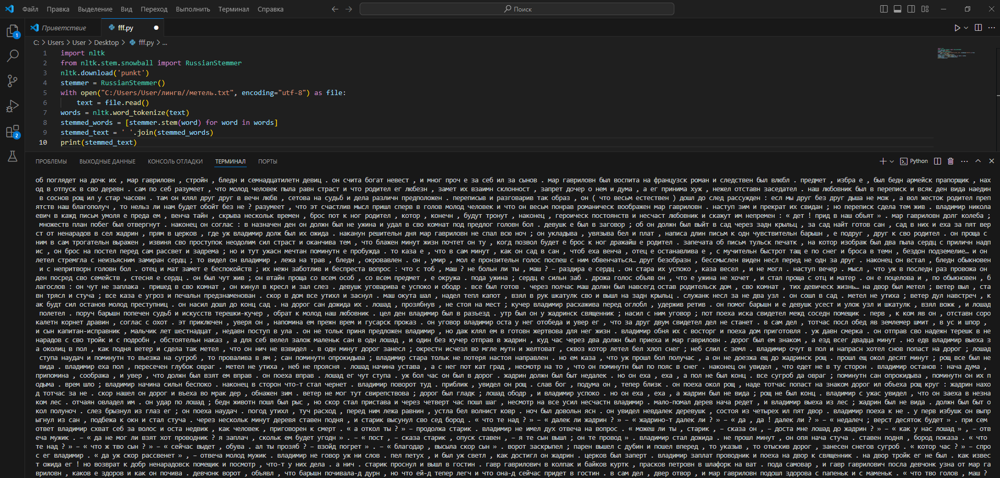 Файл Правка Выделение Вид Переход Выполнить Терминал Справка Поиск
Приветствие fff.py
C: > Users > User > Desktop > fff.py > ...
1 import nltk
2 from nltk.stem.snowball import RussianStemmer
3 nltk.download('punkt')
4 stemmer = RussianStemmer()
5 with open("C:/Users/User/лингв//метель.txt", encoding="utf-8") as file:
6 text = file.read()
7 words = nltk.word_tokenize(text)
8 stemmed_words = [stemmer.stem(word) for word in words]
9 stemmed_text = ' '.join(stemmed_words)
10 print(stemmed_text)
1
2
ПРОБЛЕМЫ ВЫХОДНЫЕ ДАННЫЕ КОНСОЛЬ ОТЛАДКИ ТЕРМИНАЛ ПОРТЫ Python
об поглядет на дочк их , мар гавриловн , стройн , бледн и семнадцатилетн девиц . он счита богат невест , и мног проч е за себ ил за сынов . мар гавриловн был воспита на французск роман и следствен был влюбл . предмет , избра е , был бедн армейск прапорщик , нах
од в отпуск в сво деревн . сам по себ разумеет , что молод человек пыла равн страст и что родител ег любезн , замет их взаимн склонност , запрет дочер о нем и дума , а ег принима хуж , нежел отставн заседател . наш любовник был в переписк и всяк ден вида наедин
в соснов рощ ил у стар часовн . там он клял друг друг в вечн любв , сетова на судьб и дела различн предположен . переписыв и разговарив так образ , он ( что весьм естествен ) дошл до след рассужден : есл мы друг без друг дыша не мож , а вол жесток родител преп
ятств наш благополуч , то нельз ли нам будет обойт без не ? разумеет , что эт счастлив мысл пришл сперв в голов молод человек и что он весьм понрав романическ воображен мар гавриловн . наступ зим и прекрат их свидан ; но переписк сдела тем жив . владимир никола
евич в кажд письм умоля е преда ем , венча тайн , скрыва нескольк времен , брос пот к ног родител , котор , конечн , будут тронут , наконец , героическ постоянств и несчаст любовник и скажут им непремен : « дет ! прид в наш объят » . мар гавриловн долг колеба ;
множеств план побег был отвергнут . наконец он соглас : в назначен ден он должн был не ужина и удал в сво комнат под предлог головн бол . девушк е был в заговор ; об он должн был выйт в сад через задн крыльц , за сад найт готов сан , сад в них и еха за пят вер
ст от ненарадов в сел жадрин , прям в церков , где уж владимир долж был их ожида . наканун решительн дня мар гавриловн не спал всю ноч ; он укладыва , увязыва бел и плат , написа длин письм к одн чувствительн барышн , е подруг , друг к сво родител . он проща с
ним в сам трогательн выражен , извиня сво проступок неодолим сил страст и оканчива тем , что блажен минут жизн почтет он ту , когд позвол будет е брос к ног дражайш е родител . запечата об письм тульск печатк , на котор изображ был два пыла сердц с приличн надп
ис , он брос на постел перед сам рассвет и задрема ; но и тут ужасн мечтан поминутн е пробужда . то каза е , что в сам минут , как он сад в сан , чтоб еха венча , отец е останавлива е , с мучительн быстрот тащ е по снег и броса в темн , бездон подземелие… и он
летел стремгла с неизъясним замиран сердц ; то видел он владимир , лежа на трав , бледн , окровавлен . он , умир , мол е пронзительн голос поспеш с ним обвенчаться… друг безобразн , бессмыслен виден несл перед не одн за друг . наконец он встал , бледн обыкновен
и с непритворн головн бол . отец и мат замет е беспокойств ; их нежн заботлив и беспреста вопрос : что с тоб , маш ? не больн ли ты , маш ? – раздира е сердц . он стара их успоко , каза весел , и не могл . наступ вечер . мысл , что уж в последн раз провожа он
ден посред сво семейств , стесня е сердц . он был чут жив ; он втайн проща со всем особ , со всем предмет , е окружа . пода ужина ; сердц е сильн заб . дрожа голос объяв он , что е ужина не хочет , и стал проща с отц и матер . он е поцелова и , по обыкновен , б
лагослов : он чут не заплака . пришед в сво комнат , он кинул в кресл и зал слез . девушк уговарива е успоко и ободр . все был готов . через полчас маш должн был навсегд остав родительск дом , сво комнат , тих девическ жизнь… на двор был метел ; ветер выл , ста
вн трясл и стуча ; все каза е угроз и печальн предзнаменован . скор в дом все утихл и заснул . маш окута шал , надел тепл капот , взял в рук шкатулк сво и вышл на задн крыльц . служанк несл за не два узл . он сошл в сад . метел не утиха ; ветер дул навстреч , к
ак будт сил останов молод преступниц . он насил дошл до конц сад . на дорог сан дожида их . лошад , прозябнув , не стоя на мест ; кучер владимир расхажива перед оглобл , удержив ретив . он помог барышн и е девушк усест и улож узл и шкатулк , взял вожж , и лошад
полетел . поруч барышн попечен судьб и искусств терешки-кучер , обрат к молод наш любовник . цел ден владимир был в разъезд . утр был он у жадринск священник ; насил с ним уговор ; пот поеха иска свидетел межд соседн помещик . перв , к ком яв он , отставн соро
калетн корнет дравин , соглас с охот . эт приключен , уверя он , напомина ем прежн врем и гусарск проказ . он уговор владимир оста у нег отобеда и увер ег , что за друг двум свидетел дел не станет . в сам дел , тотчас посл обед яв землемер шмит , в ус и шпор ,
и сын капитан-исправник , мальчик лет шестнадцат , недавн поступ в ула . он не тольк приня предложен владимир , но даж клял ем в готовн жертвова для нег жизн . владимир обня их с восторг и поеха дом приготовля . уж давн смерка . он отправ сво надежн терешк в не
нарадов с сво тройк и с подробн , обстоятельн наказ , а для себ велел залож маленьк сан в одн лошад , и один без кучер отправ в жадрин , куд час через два должн был приеха и мар гавриловн . дорог был ем знаком , а езд всег двадца минут . но едв владимир выеха з
а околиц в пол , как подня ветер и сдела так метел , что он нич не взвидел . в одн минут дорог занесл ; окрестн исчезл во мгле мутн и желтоват , сквоз котор летел бел хлоп снег ; неб слил с земл . владимир очут в пол и напрасн хотел снов попаст на дорог ; лошад
ступа наудач и поминутн то въезжа на сугроб , то провалива в ям ; сан поминутн опрокидыва ; владимир стара тольк не потеря настоя направлен . но ем каза , что уж прошл бол получас , а он не доезжа ещ до жадринск рощ . прошл ещ окол десят минут ; рощ все был не
вида . владимир еха пол , пересечен глубок овраг . метел не утиха , неб не проясня . лошад начина устава , а с нег пот кат град , несмотр на то , что он поминутн был по пояс в снег . наконец он увидел , что едет не в ту сторон . владимир останов : нача дума ,
припомина , сообража , и увер , что должн был взят ем вправ . он поеха вправ . лошад ег чут ступа . уж бол час он был в дорог . жадрин должн был быт недалек . но он еха , еха , а пол не был конц . все сугроб да овраг ; поминутн сан опрокидыва , поминутн он их п
одыма . врем шло ; владимир начина сильн беспоко . наконец в сторон что-т стал чернет . владимир поворот туд . приближ , увидел он рощ . слав бог , подума он , тепер близк . он поеха окол рощ , наде тотчас попаст на знаком дорог ил объеха рощ круг : жадрин нахо
д тотчас за не . скор нашел он дорог и въеха во мрак дер , обнажен зим . ветер не мог тут свирепствова ; дорог был гладк ; лошад ободр , и владимир успоко . но он еха , еха , а жадрин был не вида ; рощ не был конц . владимир с ужас увидел , что он заеха в незна
ком лес . отчаян овладел им . он удар по лошад ; бедн животн пошл был рыс , но скор стал пристава и через четверт час пошл шаг , несмотр на все усил несчастн владимир . мало-помал дерев нача редет , и владимир выеха из лес ; жадрин был не вида . должн был быт о
кол полуноч . слез брызнул из глаз ег ; он поеха наудач . погод утихл , туч расход , перед ним лежа равнин , устла бел волнист ковр . ноч был довольн ясн . он увидел невдалек деревушк , состоя из четырех ил пят двор . владимир поеха к не . у перв избушк он выпр
ыгнул из сан , подбежа к окн и стал стуча . через нескольк минут деревя ставен подня , и старик высунул сво сед бород . « что те над ? » – « далек ли жадрин ? » – « жадрино-т далек ли ? » – « да , да ! далек ли ? » – « недалеч ; верст десяток будет » . при сем
ответ владимир схват себ за волос и оста недвиж , как человек , приговорен к смерт . « а откол ты ? » – продолжа старик . владимир не имел дух отвеча на вопрос . « можеш ли ты , старик , – сказа он , – доста мне лошад до жадрин ? » – « как у нас лошад » , – отв
еча мужик . – « да не мог ли взят хот проводник ? я заплач , скольк ем будет угодн » . – « пост , – сказа старик , опуск ставен , – я те сын вышл ; он те провод » . владимир стал дожида . не прошл минут , он опя нача стуча . ставен подня , бород показа . « что
те над ? » – « что ж тво сын ? » – « сейчас выдет , обува . ал ты прозяб ? – взойд погрет » . – « благодар , высыла скор сын » . ворот заскрыпел ; парен вышел с дубин и пошел вперед , то указыв , то отыскив дорог , занесен снегов сугроб . « котор час ? » – спро
с ег владимир . « да уж скор рассвенет » , – отвеча молод мужик . владимир не говор уж ни слов . пел петух , и был уж светл , как достигл он жадрин . церков был заперт . владимир заплат проводник и поеха на двор к священник . на двор тройк ег не был . как извес
т ожида ег ! но возврат к добр ненарадовск помещик и посмотр , что-т у них дела . а нич . старик проснул и вышл в гостин . гавр гаврилович в колпак и байков куртк , прасков петровн в шлафорк на ват . пода самовар , и гавр гаврилович посла девчонк узна от мар га
вриловн , каков е здоров и как он почива . девчонк ворот , объявл , что барышн почивала-д дурн , но что ей-д тепер легч и что она-д сейчас придет в гостин . в сам дел , двер отвор , и мар гавриловн подошл здорова с папеньк и с маменьк . « что тво голов , маш ?